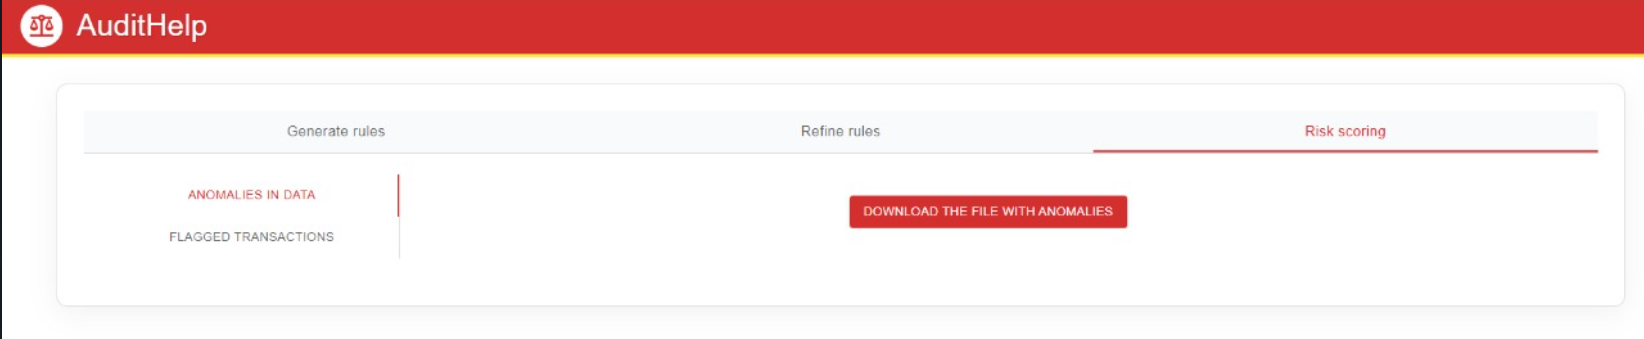 AuditHelp
Generate rules
Refine rules
Risk scoring
ANOMALIES IN DATA
DOWNLOAD THE FILE WITH ANOMALIES
FLAGGED TRANSACTIONS